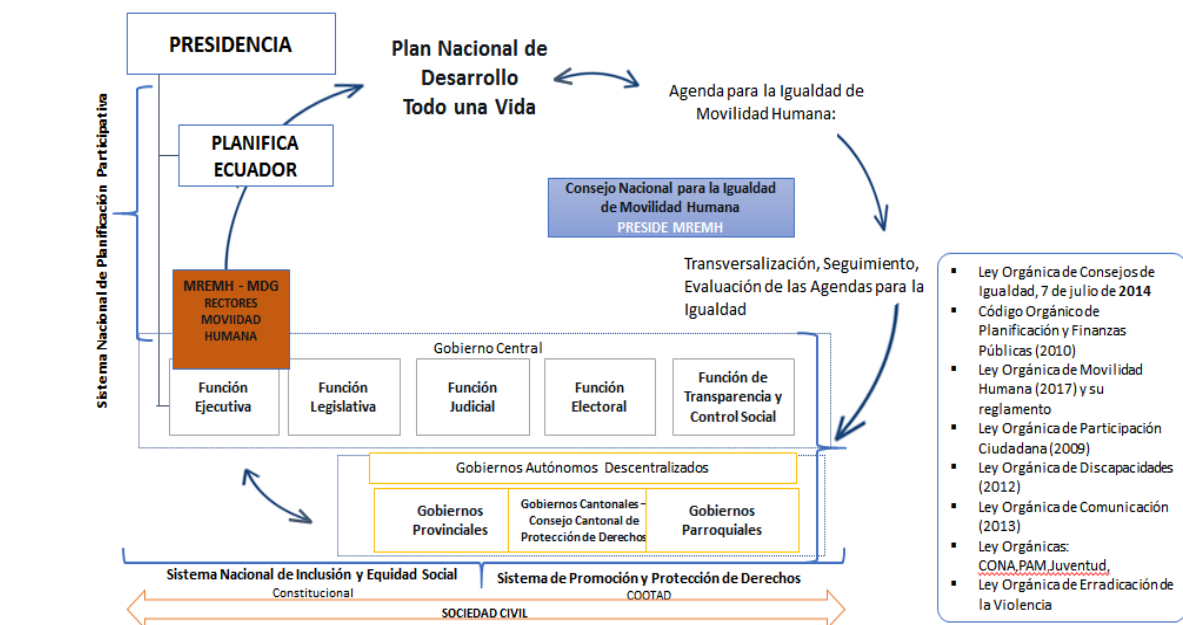 PRESIDENCIA
Plan Nacional de
Desarrollo
Todo una Vida
Agenda para la Igualdad de
Movilidad Humana:
Sistema Nacional de Planificación Participativa
PLANIFICA
ECUADOR
Consejo Nacional para la Igualdad
de Movilidad Humana
PRESIDE MREMH
Transversalización, Seguimiento,
Evaluación de las Agendas para la
Igualdad
MREMH - MDG
RECTORES
MOVIIDAD
HUMANA
Gobierno Central
Función
Ejecutiva
Función
Legislativa
Función
Judicial
Función
Electoral
Función de
Transparencia y
Control Social
Gobiernos Autónomos Descentralizados
Gobiernos
Provinciales
Gobiernos Cantonales –
Consejo Cantonal de
Protección de Derechos
Gobiernos
Parroquiales
Sistema Nacional de Inclusión y Equidad Social
Constitucional
Sistema de Promoción y Protección de Derechos
COOTAD
SOCIEDAD CIVIL
▪ Ley Orgánica de Consejos de
Igualdad, 7 de julio de 2014
▪ Código Orgánico de
Planificación y Finanzas
Públicas (2010)
▪ Ley Orgánica de Movilidad
Humana (2017) y su
reglamento
▪ Ley Orgánica de Participación
Ciudadana (2009)
▪ Ley Orgánica de Discapacidades
(2012)
▪ Ley Orgánica de Comunicación
(2013)
▪ Ley Orgánicas:
CONA,PAM,Juventud,
▪ Ley Orgánica de Erradicación de
la Violencia